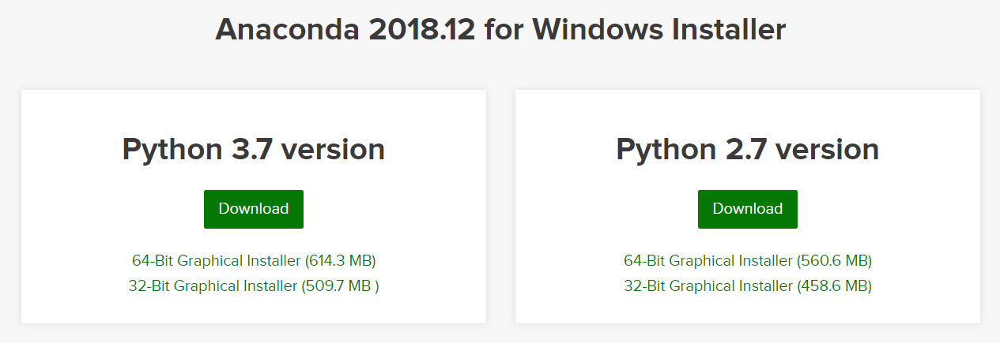 Anaconda 2018.12 for Windows Installer
Python 3.7 version
Download
64-Bit Graphical Installer (614.3 MB)
32-Bit Graphical Installer (509.7 MB )
Python 2.7 version
Download
64-Bit Graphical Installer (560.6 MB)
32-Bit Graphical Installer (458.6 MB)